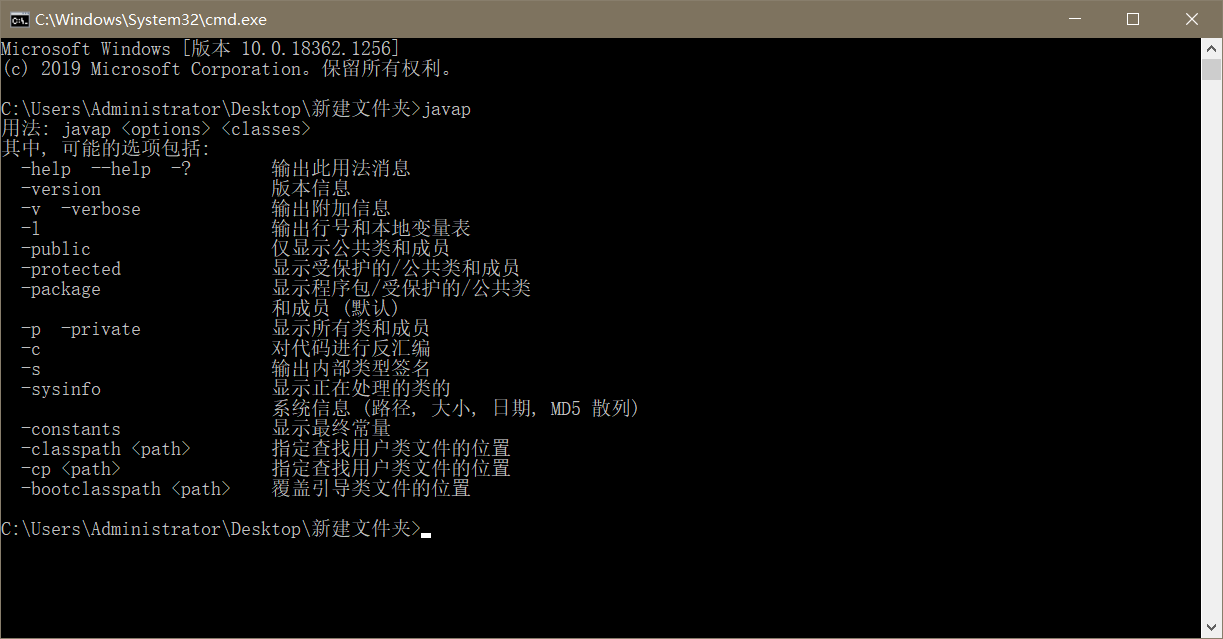 C:\Windows\System32\cmd.exe
Microsoft Windows [版本 10.0.18362.1256]
(c) 2019 Microsoft Corporation。保留所有权利。
C:\Users\Administrator\Desktop\新建文件夹>javap
用法: javap <options> <classes>
其中, 可能的选项包括:
  -help  --help  -?        输出此用法消息
  -version                 版本信息
  -v  -verbose             输出附加信息
  -l                       输出行号和本地变量表
  -public                  仅显示公共类和成员
  -protected               显示受保护的/公共类和成员
  -package                 显示程序包/受保护的/公共类
                           和成员 (默认)
  -p  -private             显示所有类和成员
  -c                       对代码进行反汇编
  -s                       输出内部类型签名
  -sysinfo                 显示正在处理的类的
                           系统信息 (路径, 大小, 日期, MD5 散列)
  -constants               显示最终常量
  -classpath <path>        指定查找用户类文件的位置
  -cp <path>               指定查找用户类文件的位置
  -bootclasspath <path>    覆盖引导类文件的位置
C:\Users\Administrator\Desktop\新建文件夹>